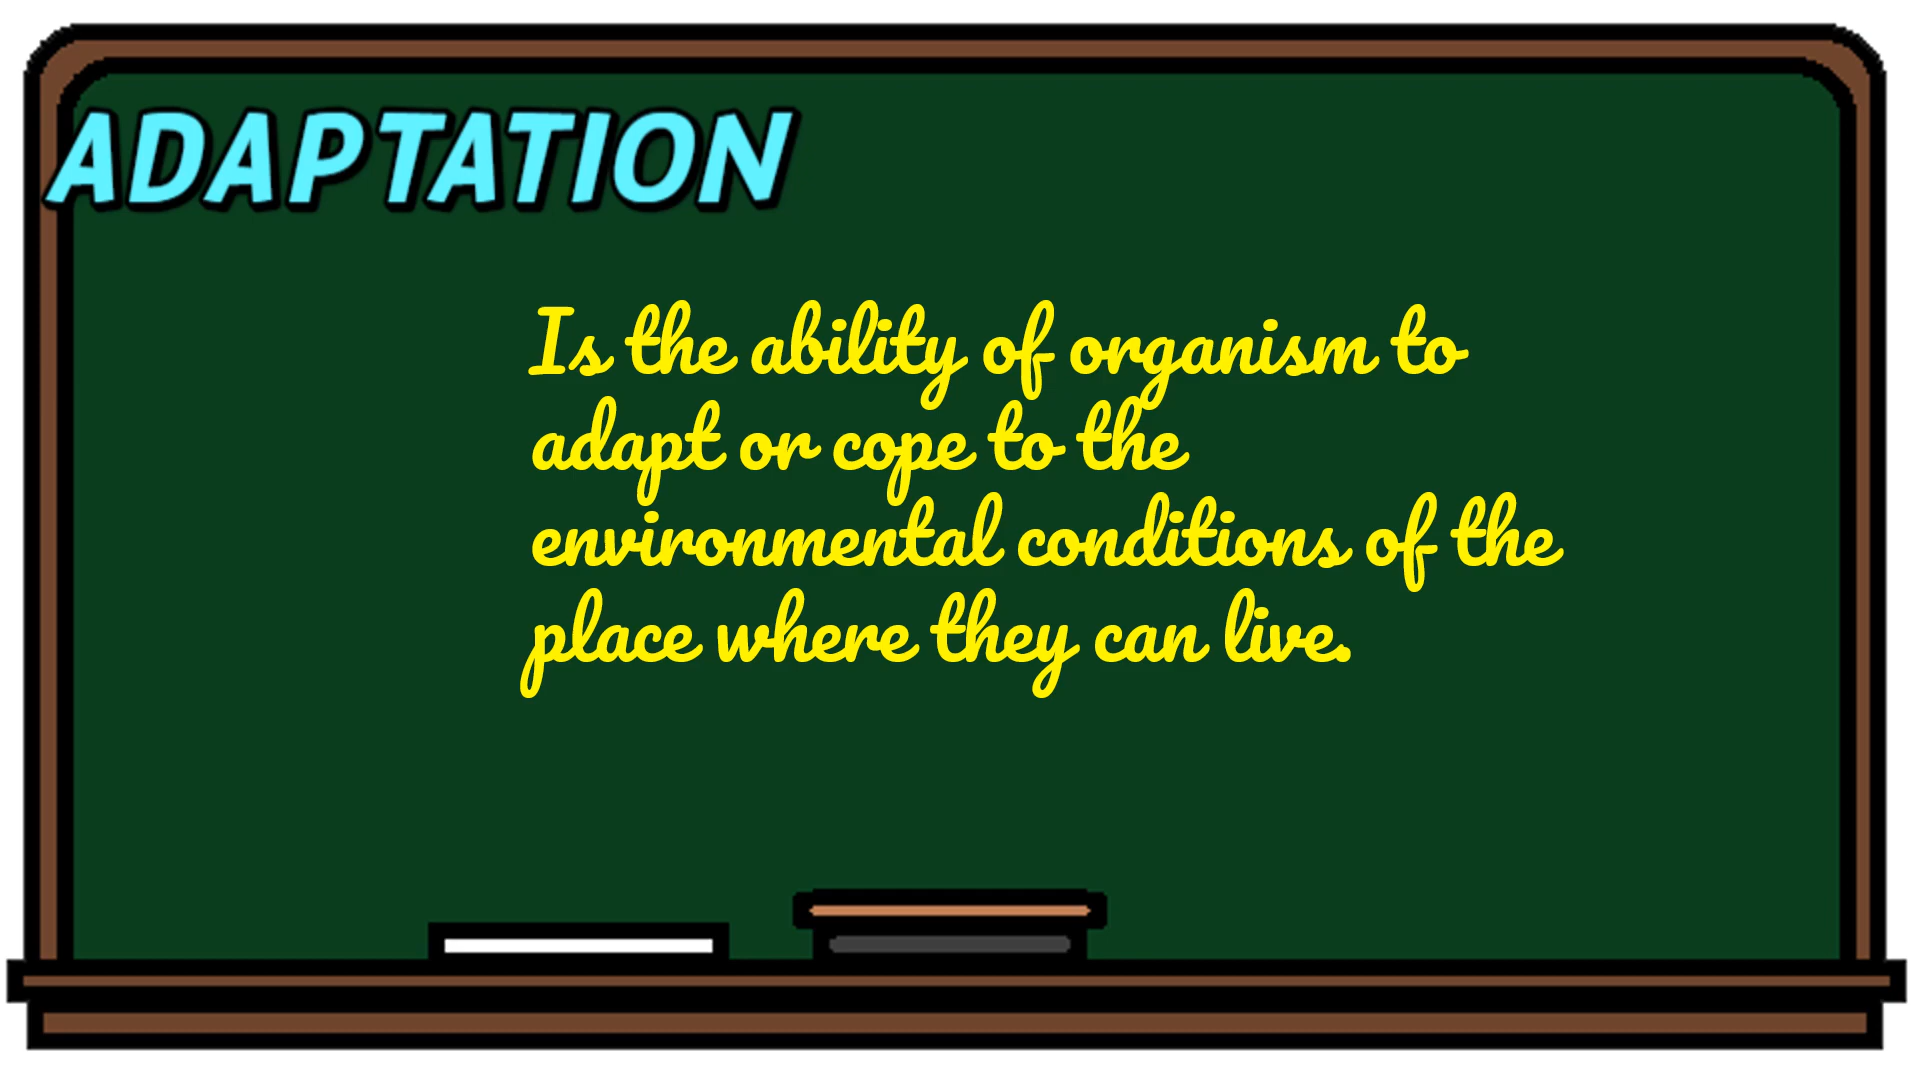 ADAPTATION
Is the ability of organism to
adapt or cope to the
environmental conditions of the
place where they can live.